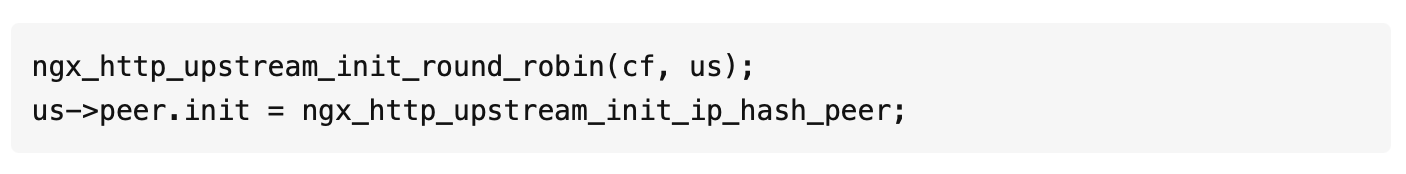 ngx_http_upstream_init_round_robin(cf, us);
us->peer.init = ngx_http_upstream_init_ip_hash_peer;